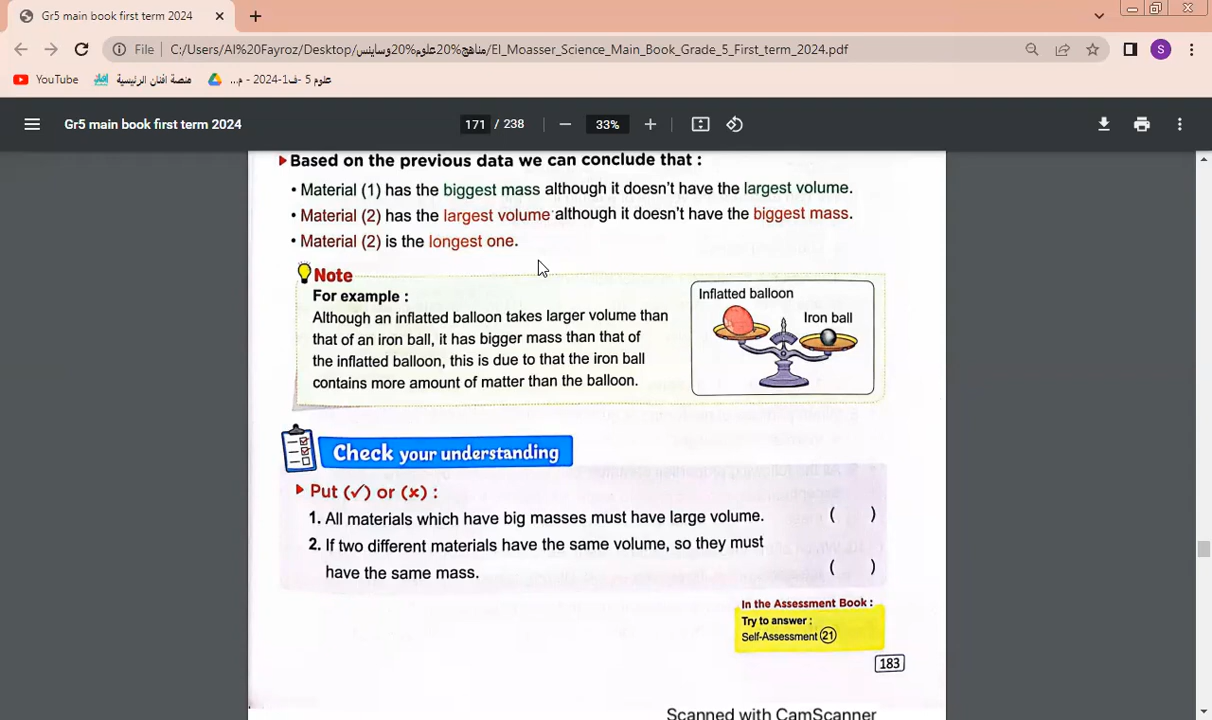 Gr5 main book first term 2024
File
C:/Users/Al%20Fayroz/Desktop/مناهج%20علوم%20وساينس/El_Moasser_Science_Main_Book_Grade_5_First_term_2024.pdf
S
YouTube
منصة افنان الرئيسية
علوم 5 -ف1-2024 - م...
Gr5 main book first term 2024
171 / 238
33%
Based on the previous data we can conclude that :
• Material (1) has the biggest mass although it doesn't have the largest volume.
• Material (2) has the largest volume although it doesn't have the biggest mass.
• Material (2) is the longest one.
Note
For example :
Although an inflatted balloon takes larger volume than
that of an iron ball, it has bigger mass than that of
the inflatted balloon, this is due to that the iron ball
contains more amount of matter than the balloon.
Inflatted balloon
Iron ball
Check your understanding
Put (✓) or (×) :
1. All materials which have big masses must have large volume. ( )
2. If two different materials have the same volume, so they must
have the same mass. ( )
In the Assessment Book :
Try to answer :
Self-Assessment 21
183
Scanned with CamScanner